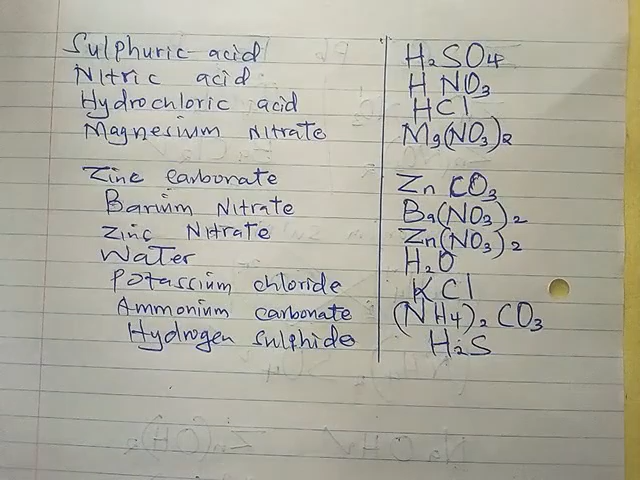 Sulphuric acid H₂SO₄
Nitric acid HNO₃
Hydrochloric acid HCl
Magnesium Nitrate Mg(NO₃)₂
Zinc carbonate ZnCO₃
Barium Nitrate Ba(NO₃)₂
Zinc Nitrate Zn(NO₃)₂
Water H₂O
Potassium chloride KCl
Ammonium carbonate (NH₄)₂CO₃
Hydrogen sulphide H₂S